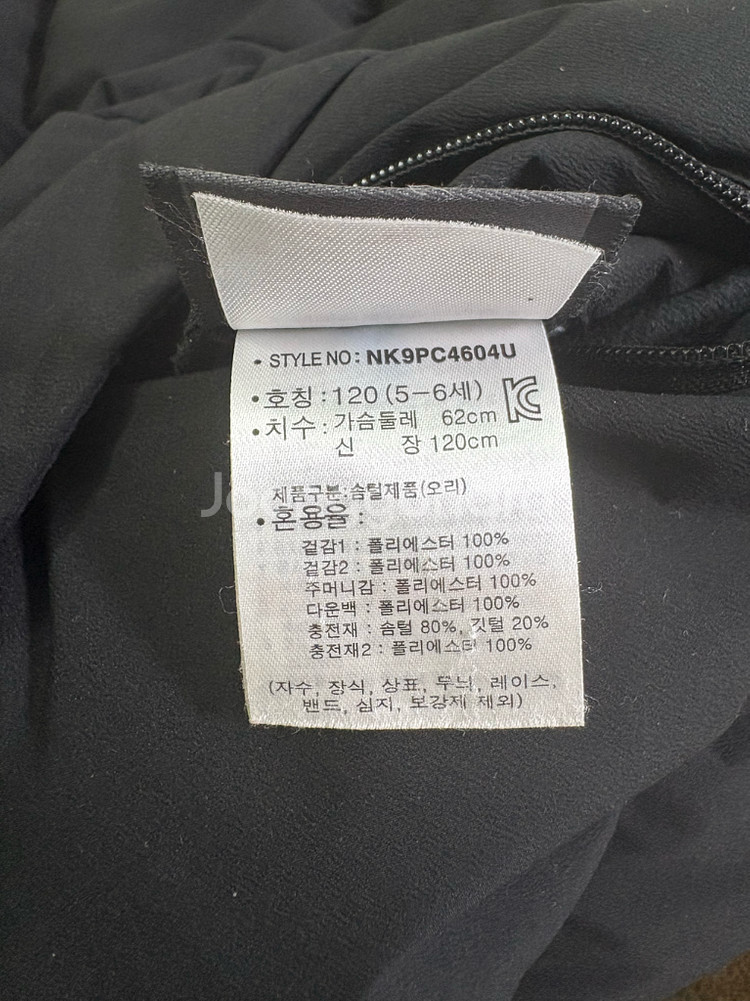 • STYLE NO: NK9PC4604U
• 호칭 : 120 (5-6세)
• 치수 : 가슴둘레 62cm
신 장 120cm
제품구분:솜털제품(오리)
• 혼용율 :
겉감1 : 폴리에스터 100%
겉감2 : 폴리에스터 100%
주머니감 : 폴리에스터 100%
다운백 : 폴리에스터 100%
충전재 : 솜털 80%, 깃털 20%
충전재2 : 폴리에스터 100%
(자수, 장식, 상표, 무늬, 레이스,
밴드, 심지, 보강제 제외)